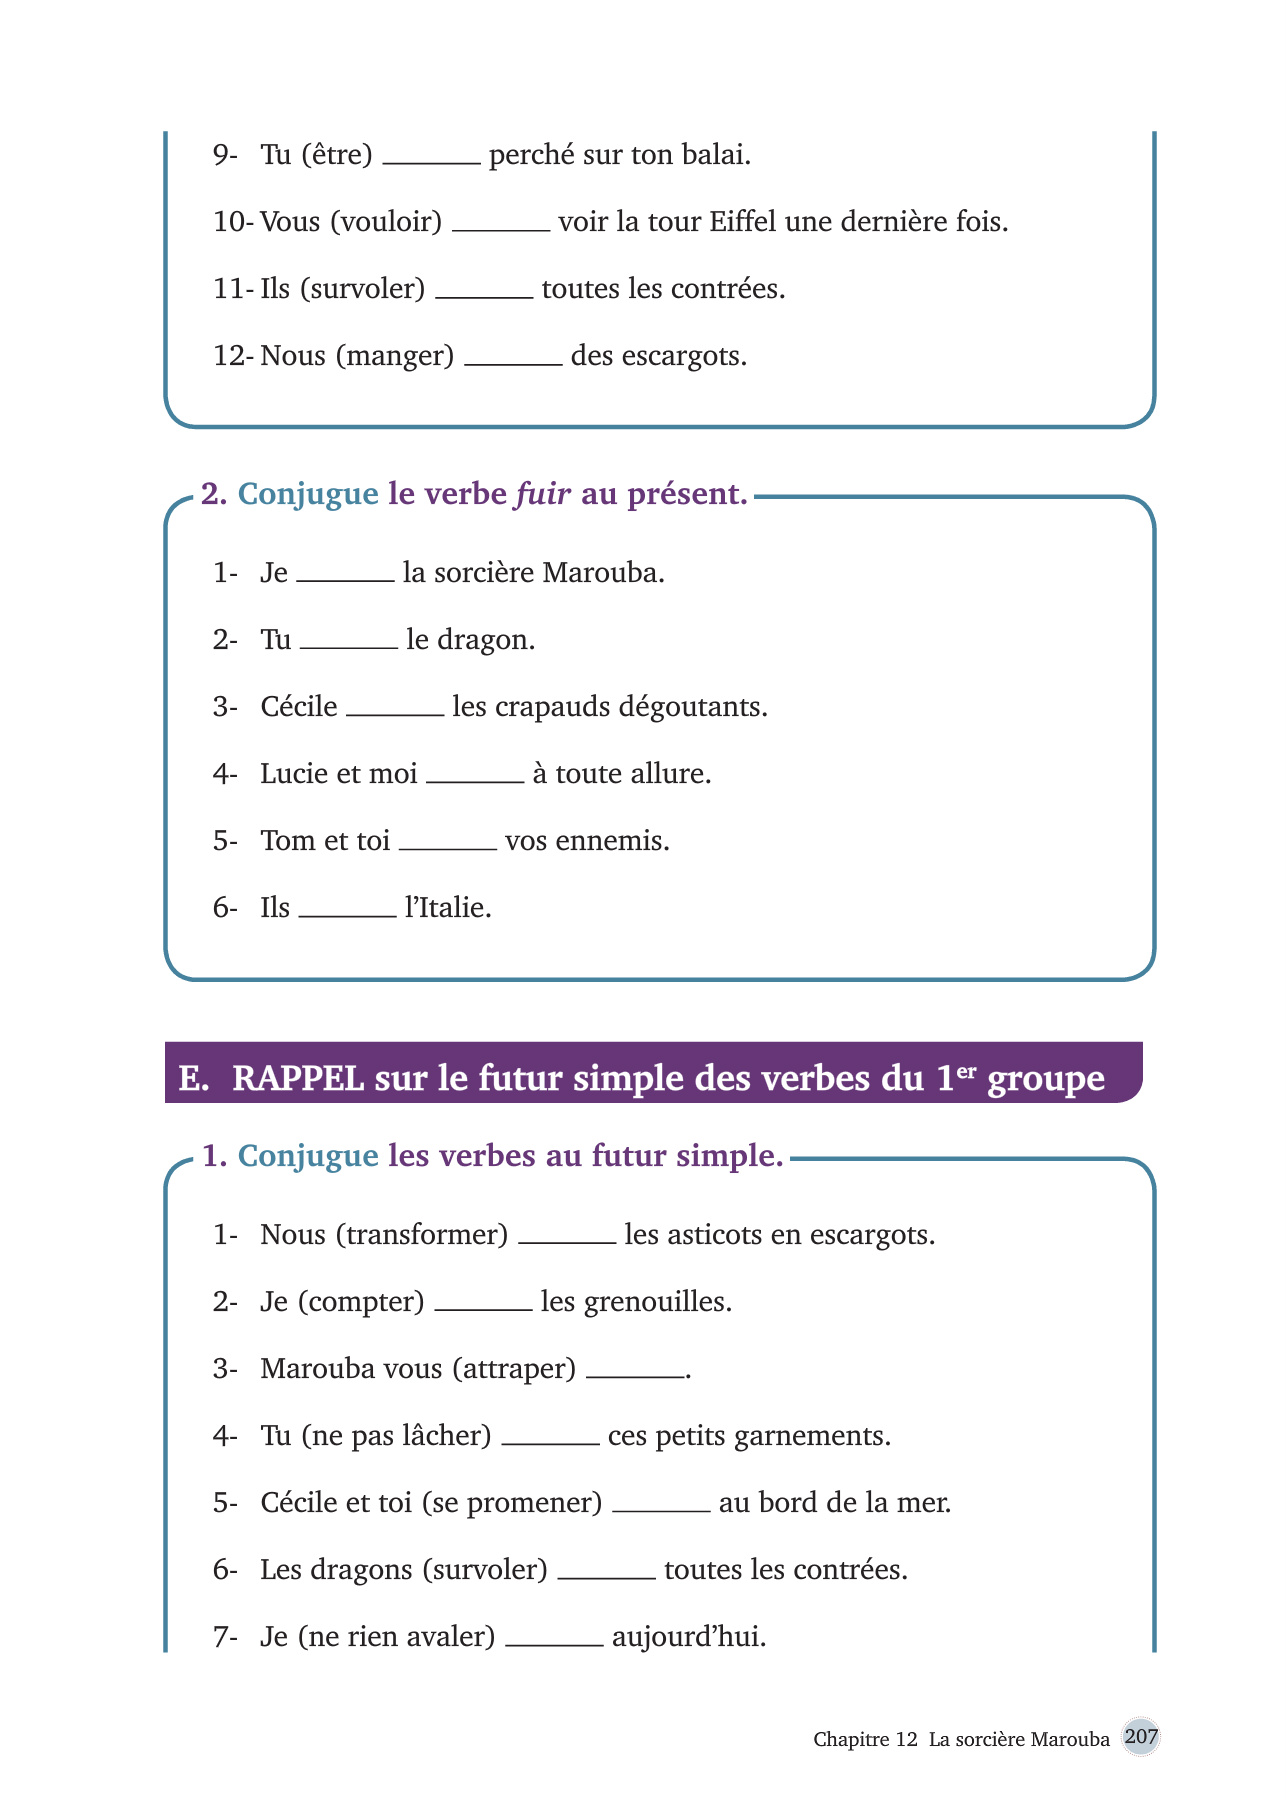 9- Tu (être) _______ perché sur ton balai.
10- Vous (vouloir) _______ voir la tour Eiffel une dernière fois.
11- Ils (survoler) _______ toutes les contrées.
12- Nous (manger) _______ des escargots.
2. Conjugue le verbe fuir au présent.
1- Je _______ la sorcière Marouba.
2- Tu _______ le dragon.
3- Cécile _______ les crapauds dégoutants.
4- Lucie et moi _______ à toute allure.
5- Tom et toi _______ vos ennemis.
6- Ils _______ l’Italie.
E. RAPPEL sur le futur simple des verbes du 1er groupe
1. Conjugue les verbes au futur simple.
1- Nous (transformer) _______ les asticots en escargots.
2- Je (compter) _______ les grenouilles.
3- Marouba vous (attraper) _______.
4- Tu (ne pas lâcher) _______ ces petits garnements.
5- Cécile et toi (se promener) _______ au bord de la mer.
6- Les dragons (survoler) _______ toutes les contrées.
7- Je (ne rien avaler) _______ aujourd’hui.
Chapitre 12 La sorcière Marouba 207